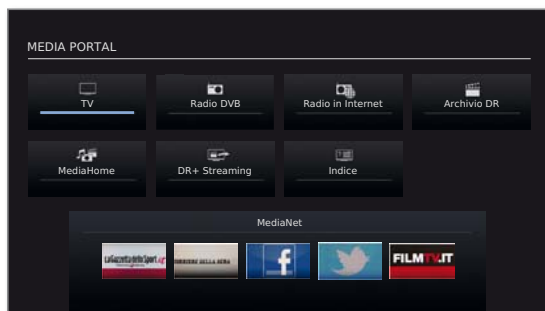 MEDIA PORTAL
TV
Radio DVB
Radio in Internet
Archivio DR
MediaHome
DR+ Streaming
Indice
MediaNet
La Gazzetta dello Sport.it
CORRIERE DELLA SERA
f
FILMTV.IT